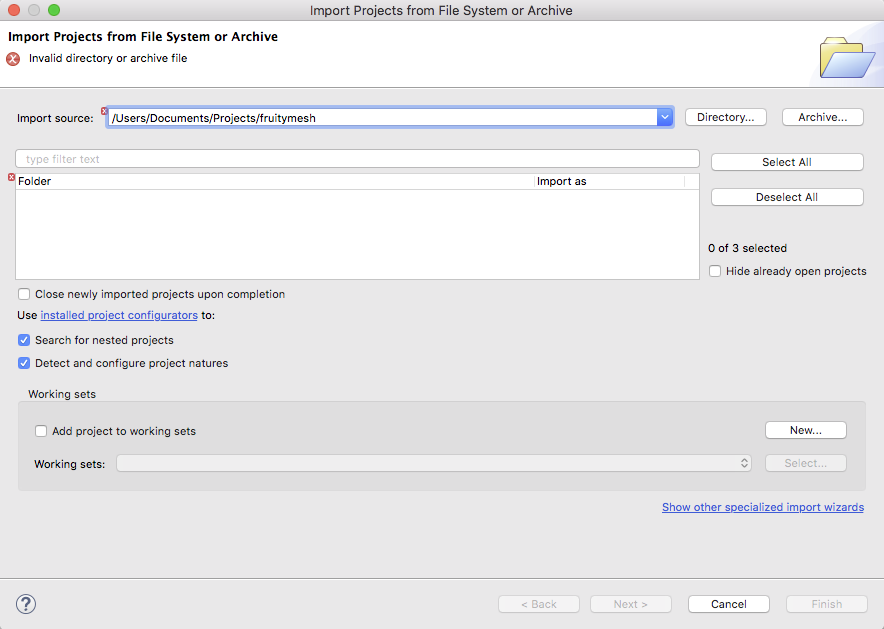 Import Projects from File System or Archive
Import Projects from File System or Archive
Invalid directory or archive file
Import source: /Users/Documents/Projects/fruitymesh Directory... Archive...
type filter text
Select All
Folder Import as
Deselect All
0 of 3 selected
Hide already open projects
Close newly imported projects upon completion
Use installed project configurators to:
Search for nested projects
Detect and configure project natures
Working sets
Add project to working sets New...
Working sets: Select...
Show other specialized import wizards
? < Back Next > Cancel Finish